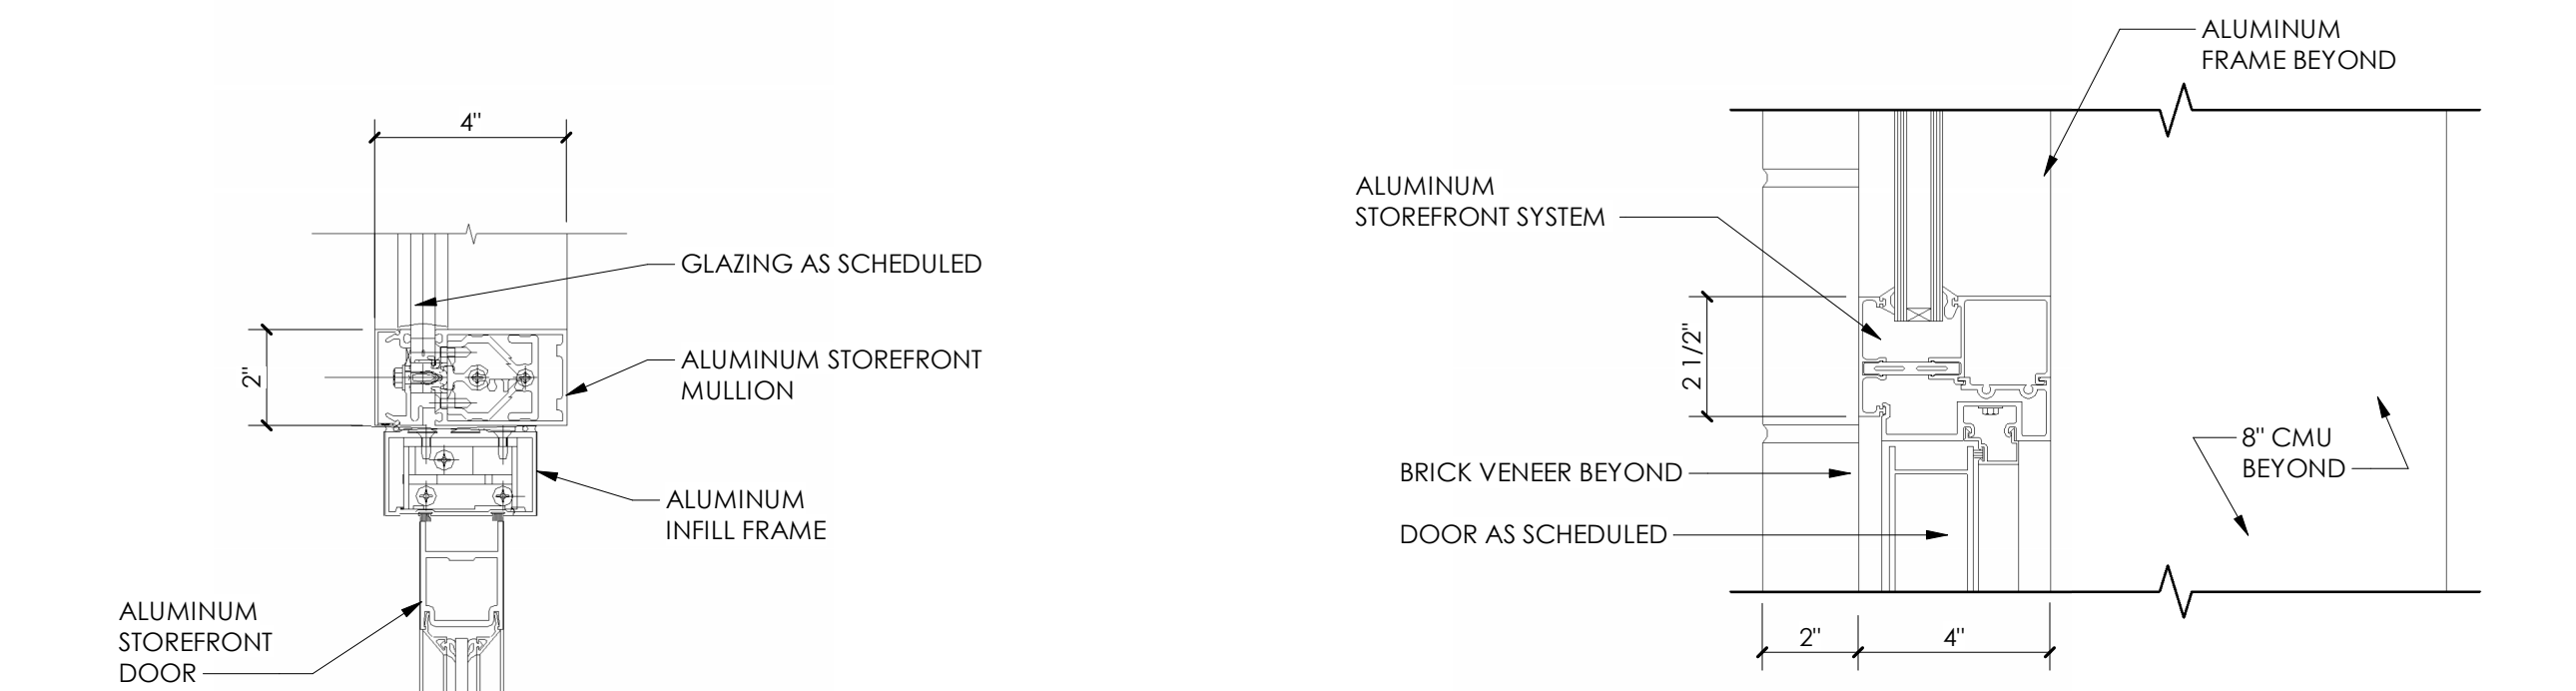 4"
GLAZING AS SCHEDULED
2"
ALUMINUM STOREFRONT
MULLION
ALUMINUM
INFILL FRAME
ALUMINUM
STOREFRONT
DOOR
ALUMINUM
FRAME BEYOND
ALUMINUM
STOREFRONT SYSTEM
2 1/2"
BRICK VENEER BEYOND
8" CMU
BEYOND
DOOR AS SCHEDULED
2"
4"